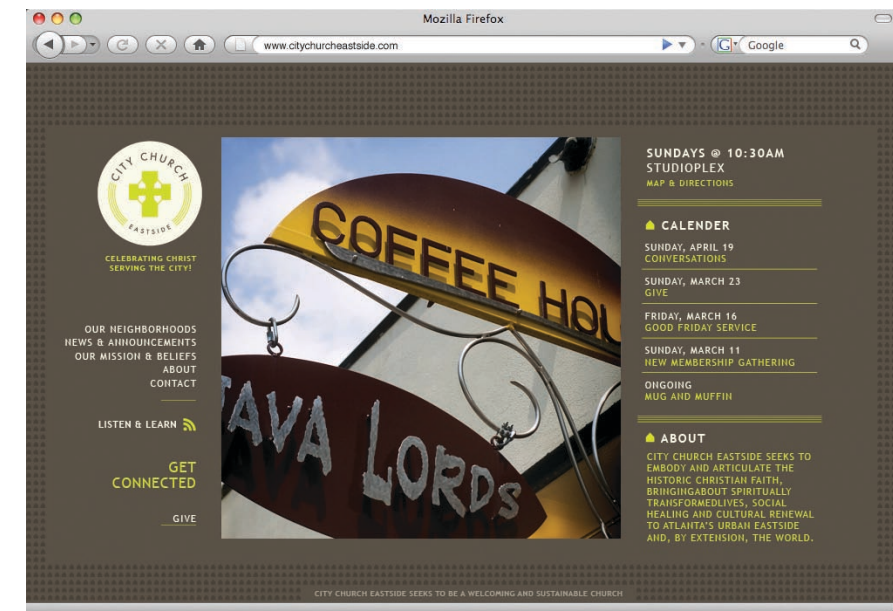 Mozilla Firefox
www.citychurcheastside.com
Google
CITY CHURCH
EASTSIDE
CELEBRATING CHRIST
SERVING THE CITY!
OUR NEIGHBORHOODS
NEWS & ANNOUNCEMENTS
OUR MISSION & BELIEFS
ABOUT
CONTACT
LISTEN & LEARN
GET
CONNECTED
GIVE
COFFEE HOU
JAVA LORDS
SUNDAYS @ 10:30AM
STUDIOPLEX
MAP & DIRECTIONS
CALENDER
SUNDAY, APRIL 19
CONVERSATIONS
SUNDAY, MARCH 23
GIVE
FRIDAY, MARCH 16
GOOD FRIDAY SERVICE
SUNDAY, MARCH 11
NEW MEMBERSHIP GATHERING
ONGOING
MUG AND MUFFIN
ABOUT
CITY CHURCH EASTSIDE SEEKS TO
EMBODY AND ARTICULATE THE
HISTORIC CHRISTIAN FAITH,
BRINGINGABOUT SPIRITUALLY
TRANSFORMEDLIVES, SOCIAL
HEALING AND CULTURAL RENEWAL
TO ATLANTA'S URBAN EASTSIDE
AND, BY EXTENSION, THE WORLD.
CITY CHURCH EASTSIDE SEEKS TO BE A WELCOMING AND SUSTAINABLE CHURCH